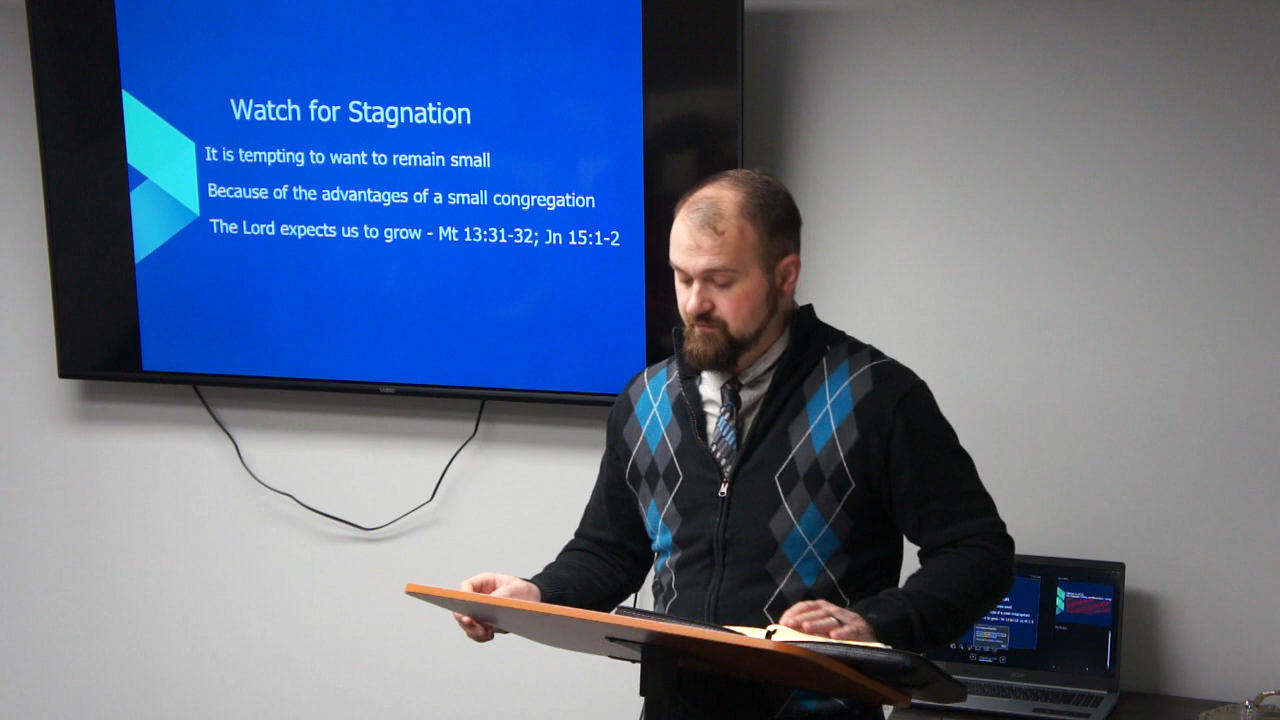 Watch for Stagnation
It is tempting to want to remain small
Because of the advantages of a small congregation
The Lord expects us to grow - Mt 13:31-32; Jn 15:1-2
acer